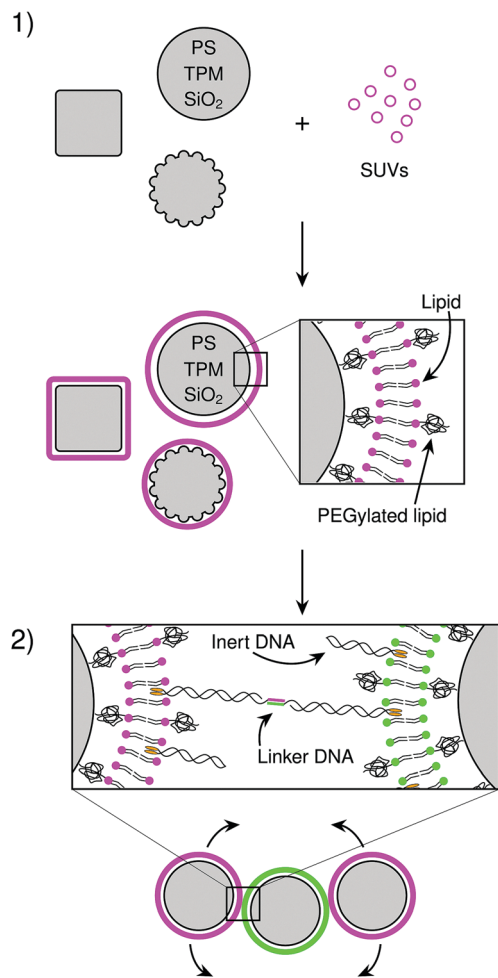 1)
PS
TPM
SiO₂
+
SUVs
Lipid
PS
TPM
SiO₂
PEGylated lipid
2)
Inert DNA
Linker DNA